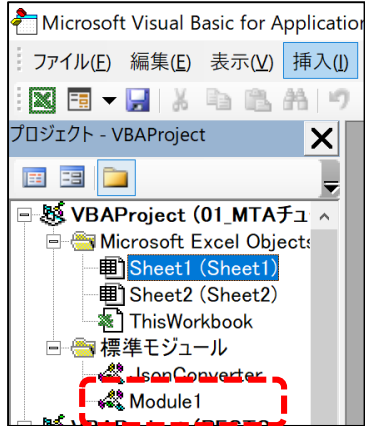 Microsoft Visual Basic for Application
ファイル(F) 編集(E) 表示(V) 挿入(I)
プロジェクト - VBAProject
VBAProject (01_MTAチュ
Microsoft Excel Objects
Sheet1 (Sheet1)
Sheet2 (Sheet2)
ThisWorkbook
標準モジュール
JsonConverter
Module1